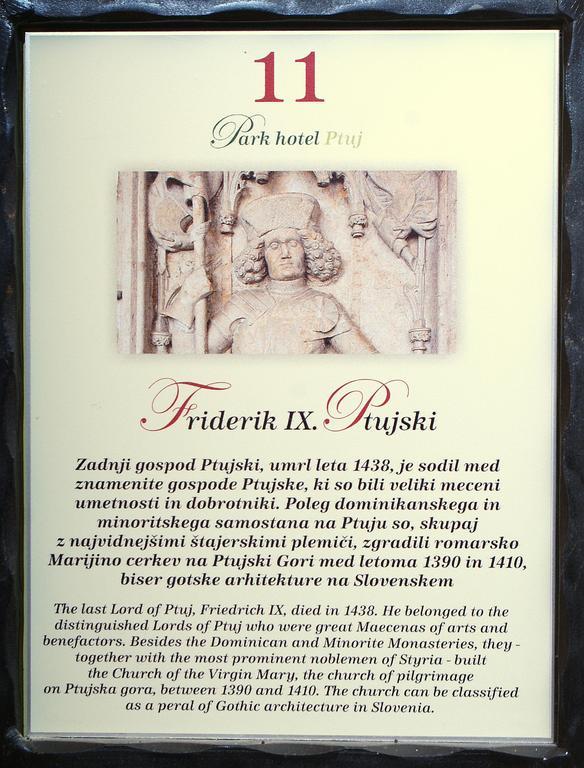 11
Park hotel Ptuj
Friderik IX. Ptujski
Zadnji gospod Ptujski, umrl leta 1438, je sodil med
znamenite gospode Ptujske, ki so bili veliki meceni
umetnosti in dobrotniki. Poleg dominikanskega in
minoritskega samostana na Ptuju so, skupaj
z najvidnejšimi štajerskimi plemiči, zgradili romarsko
Marijino cerkev na Ptujski Gori med letoma 1390 in 1410,
biser gotske arhitekture na Slovenskem
The last Lord of Ptuj, Friedrich IX, died in 1438. He belonged to the
distinguished Lords of Ptuj who were great Maecenas of arts and
benefactors. Besides the Dominican and Minorite Monasteries, they -
together with the most prominent noblemen of Styria - built
the Church of the Virgin Mary, the church of pilgrimage
on Ptujska gora, between 1390 and 1410. The church can be classified
as a peral of Gothic architecture in Slovenia.